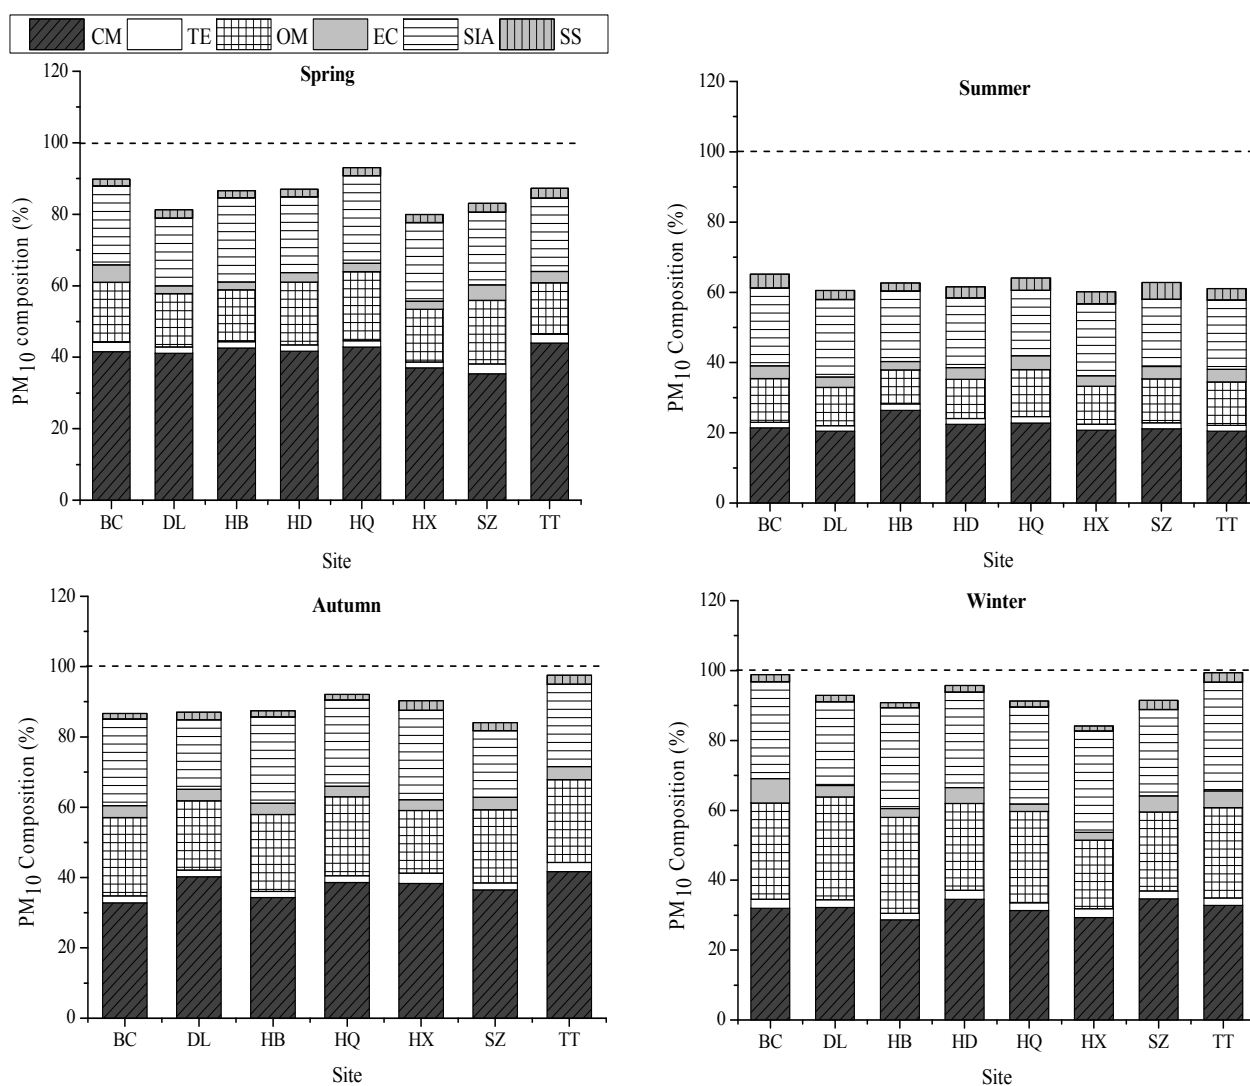 CM TE OM EC SIA SS
Spring
120
100
80
60
40
20
0
PM10 composition (%)
BC DL HB HD HQ HX SZ TT
Site
Summer
120
100
80
60
40
20
0
PM10 Composition (%)
BC DL HB HD HQ HX SZ TT
Site
Autumn
120
100
80
60
40
20
0
PM10 Composition (%)
BC DL HB HQ HX SZ TT
Site
Winter
120
100
80
60
40
20
0
PM10 Composition (%)
BC DL HB HD HQ HX SZ TT
Site